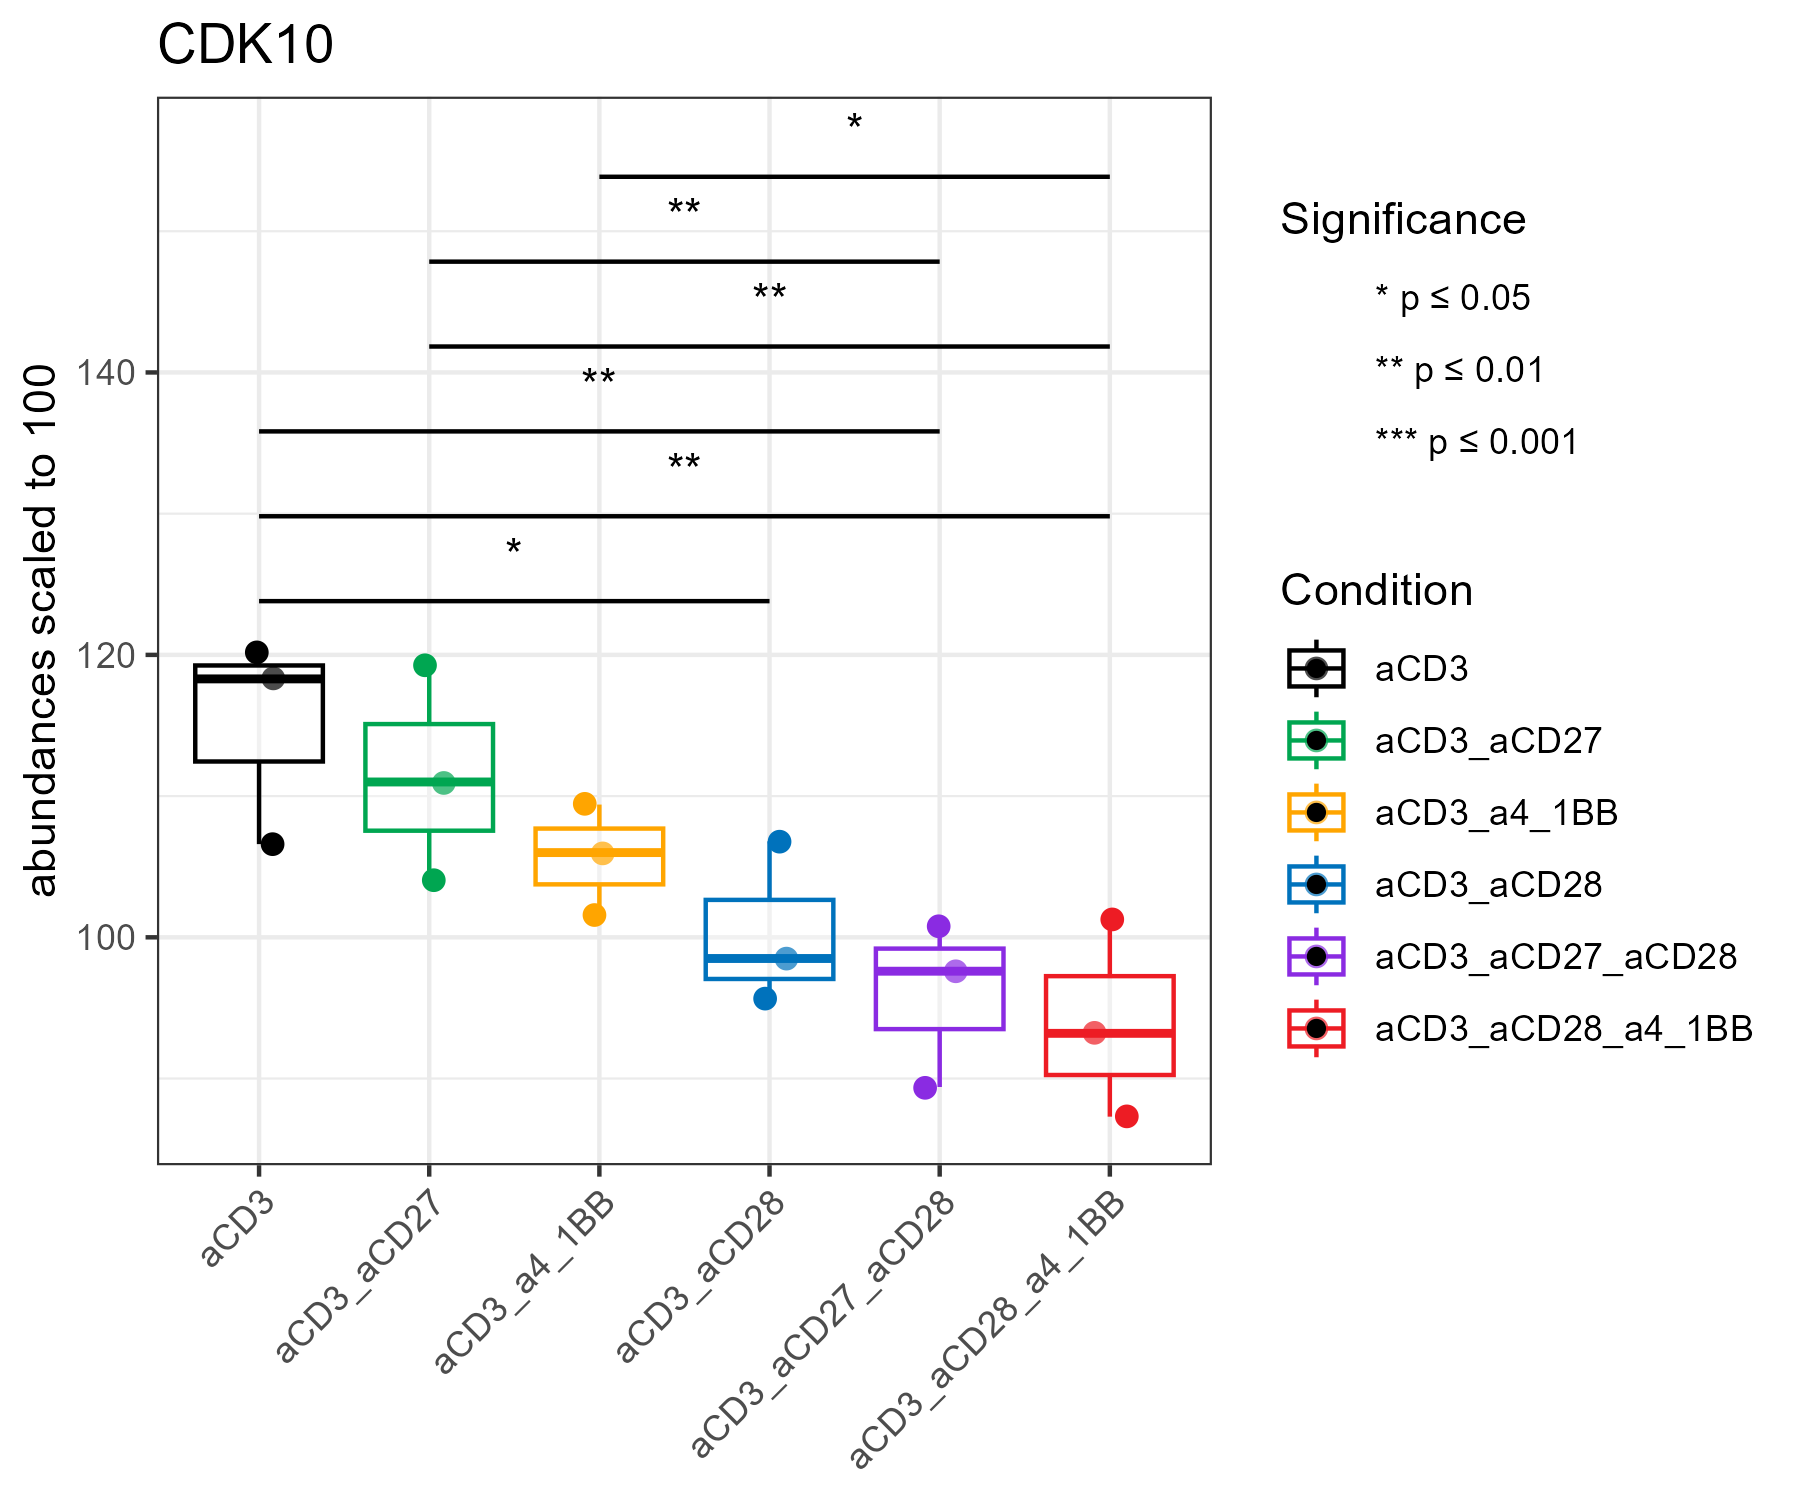 CDK10
abundances scaled to 100
140
120
100
*
**
**
**
**
*
aCD3
aCD3_aCD27
aCD3_a4_1BB
aCD3_aCD28
aCD3_aCD27_aCD28
aCD3_aCD28_a4_1BB
Significance
* p ≤ 0.05
** p ≤ 0.01
*** p ≤ 0.001
Condition
aCD3
aCD3_aCD27
aCD3_a4_1BB
aCD3_aCD28
aCD3_aCD27_aCD28
aCD3_aCD28_a4_1BB